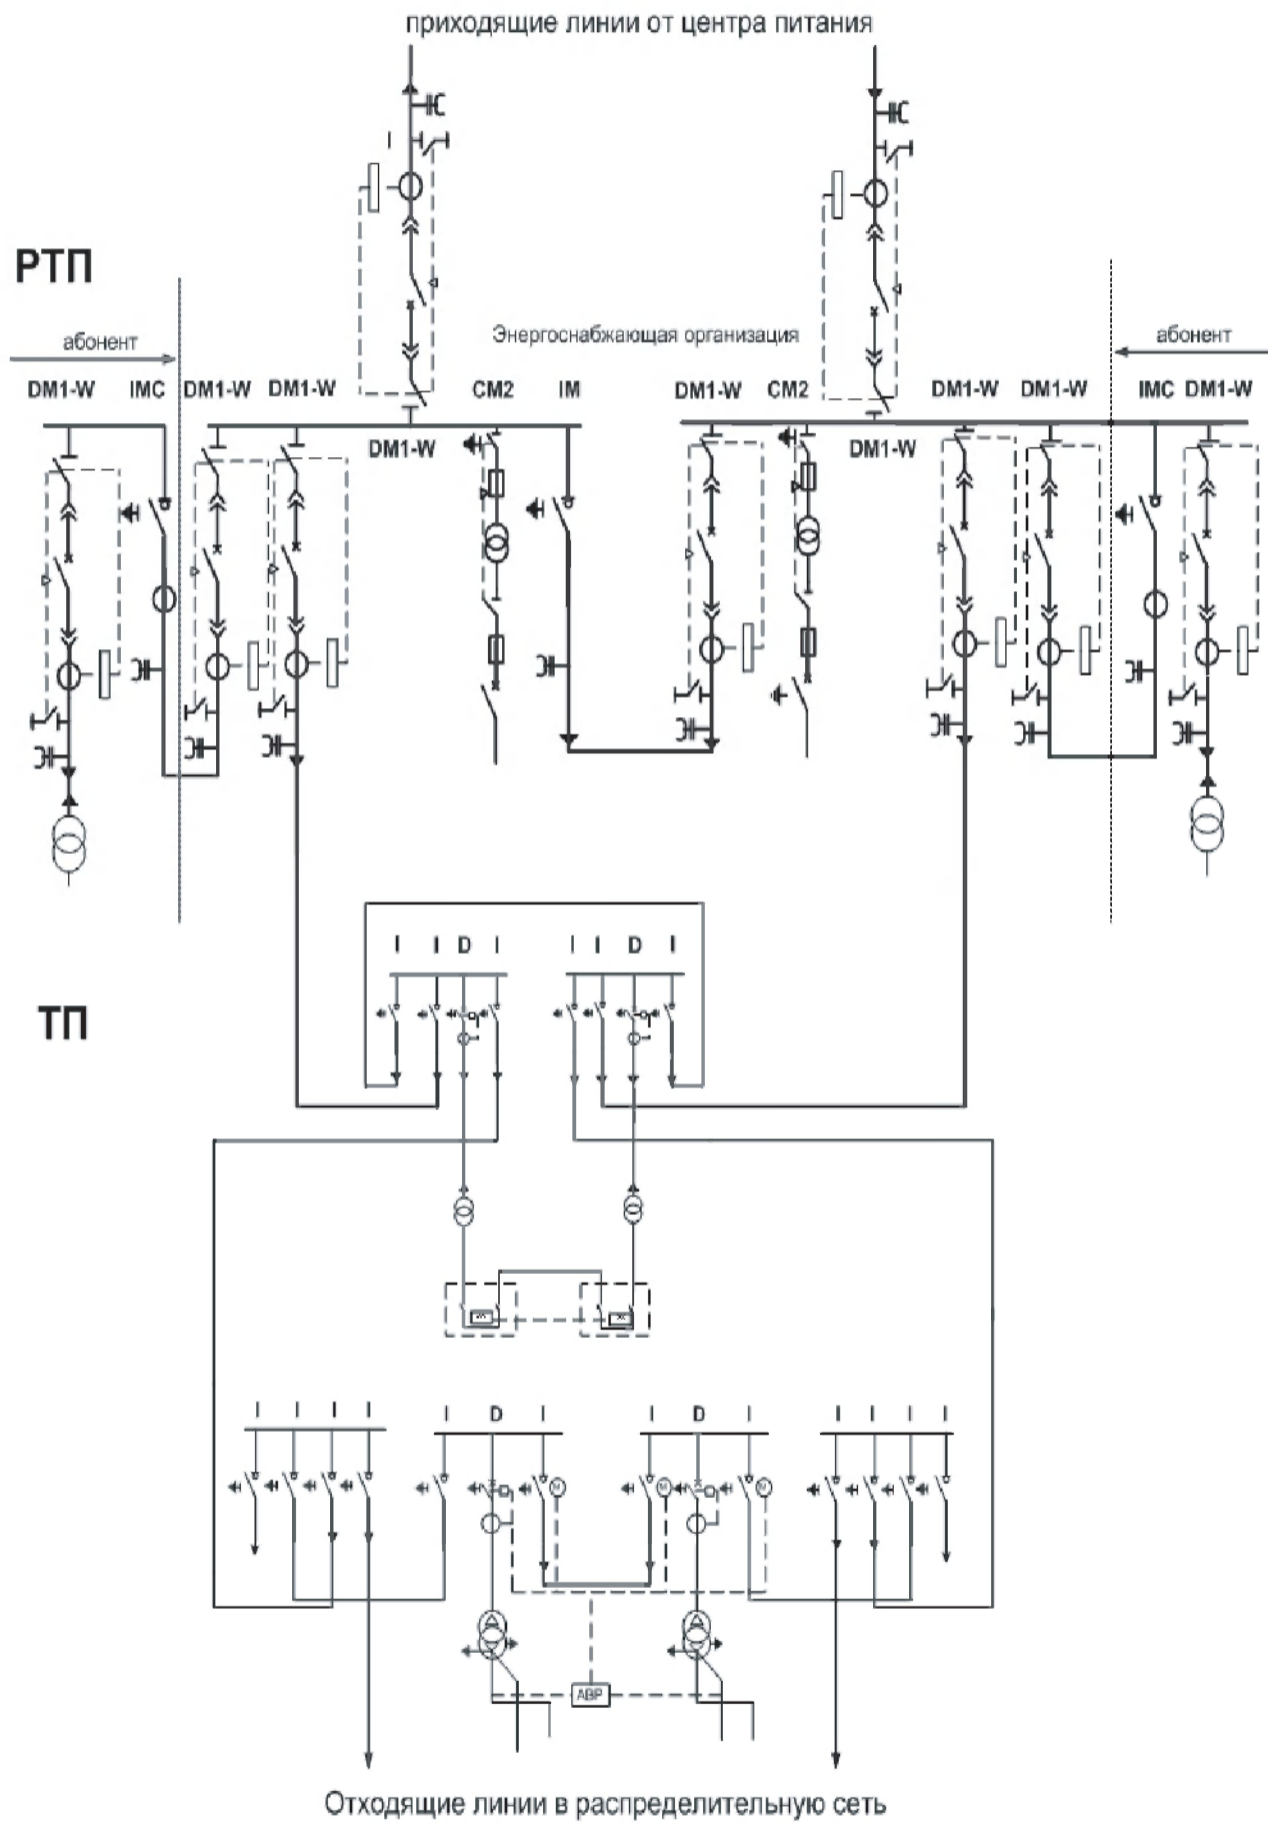 приходящие линии от центра питания
I
РТП
абонент
Энергоснабжающая организация
абонент
DM1-W IMC DM1-W DM1-W CM2 IM DM1-W CM2 DM1-W DM1-W IMC DM1-W
DM1-W DM1-W
I I D I I I D I
ТП
I I I I I D I I D I I I I I
АВР
Отходящие линии в распределительную сеть